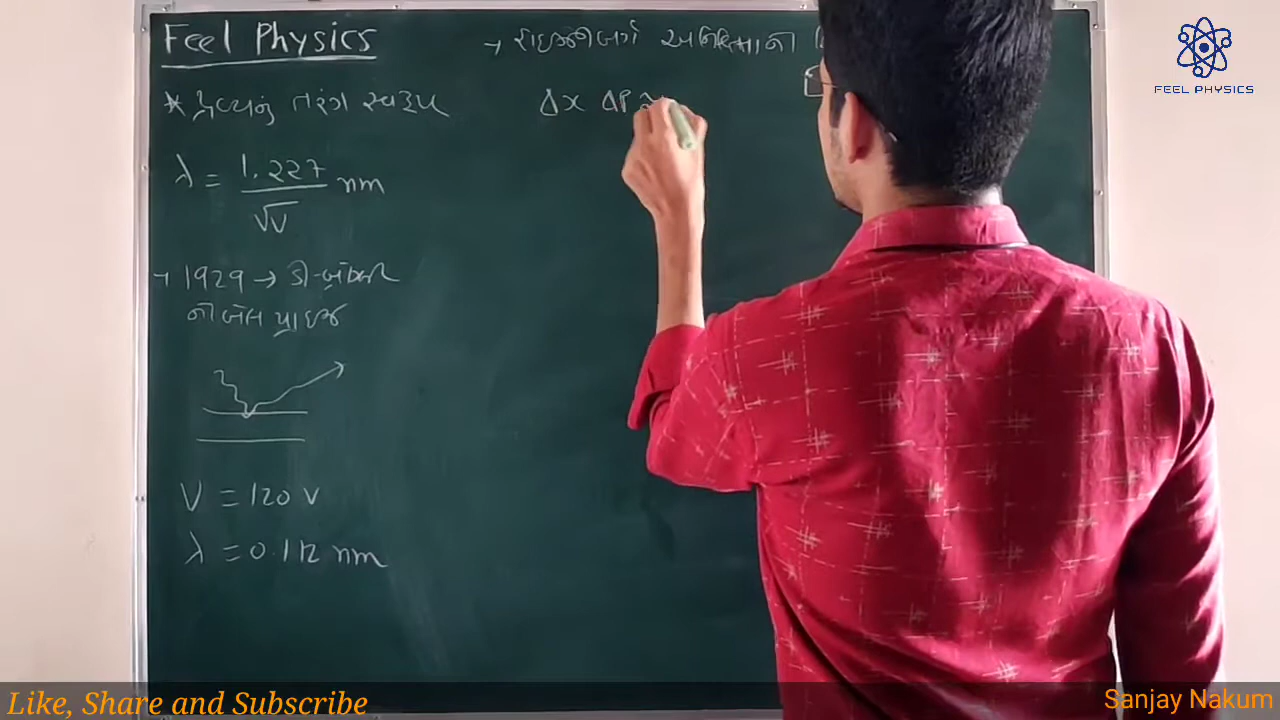 Feel Physics
* દ્રવ્યનું તરંગ સ્વરૂપ
λ = 1.227 / √V nm
→ 1929 → ડી-બ્રોગ્લી
નોબેલ પ્રાઇઝ
V = 120 V
λ = 0.112 nm
→ હાઇઝનબર્ગ અનિશ્ચિતતાનો
Δx ΔP ≈
FEEL PHYSICS
Like, Share and Subscribe
Sanjay Nakum